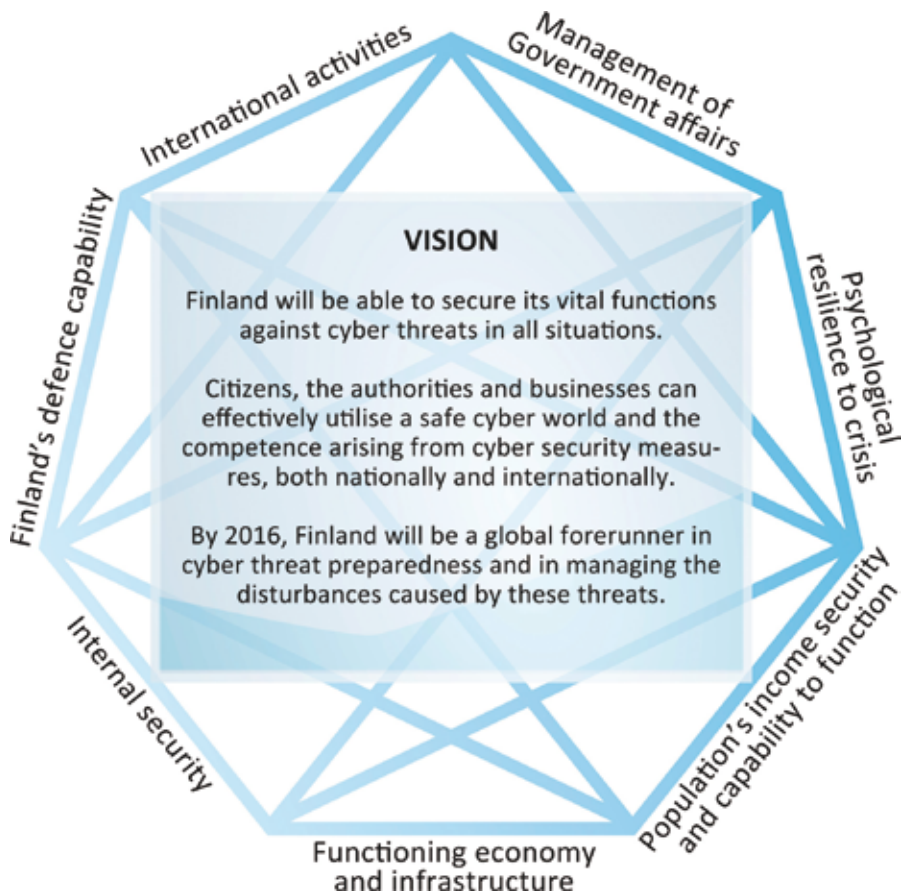 International activities
Management of
Government affairs
Finland's defence capability
Psychological
resilience to crisis
VISION
Finland will be able to secure its vital functions
against cyber threats in all situations.
Citizens, the authorities and businesses can
effectively utilise a safe cyber world and the
competence arising from cyber security measu-
res, both nationally and internationally.
By 2016, Finland will be a global forerunner in
cyber threat preparedness and in managing the
disturbances caused by these threats.
Internal security
Population's income security
and capability to function
Functioning economy
and infrastructure